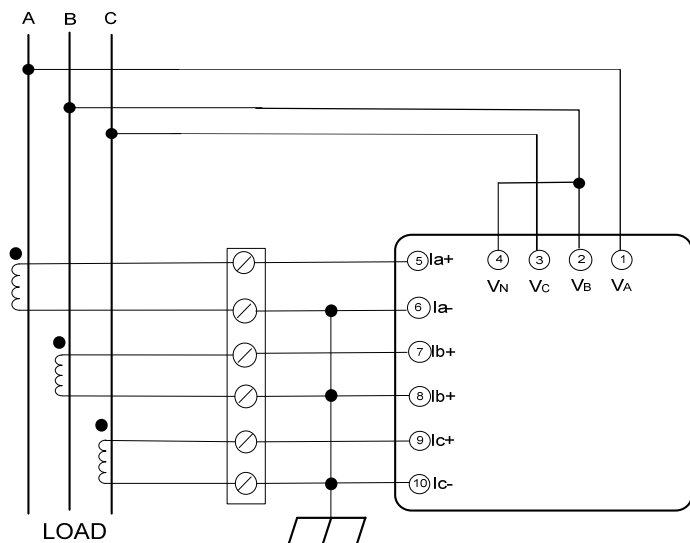 A B C
4 3 2 1
VN VC VB VA
5 Ia+
6 Ia-
7 Ib+
8 Ib+
9 Ic+
10 Ic-
LOAD